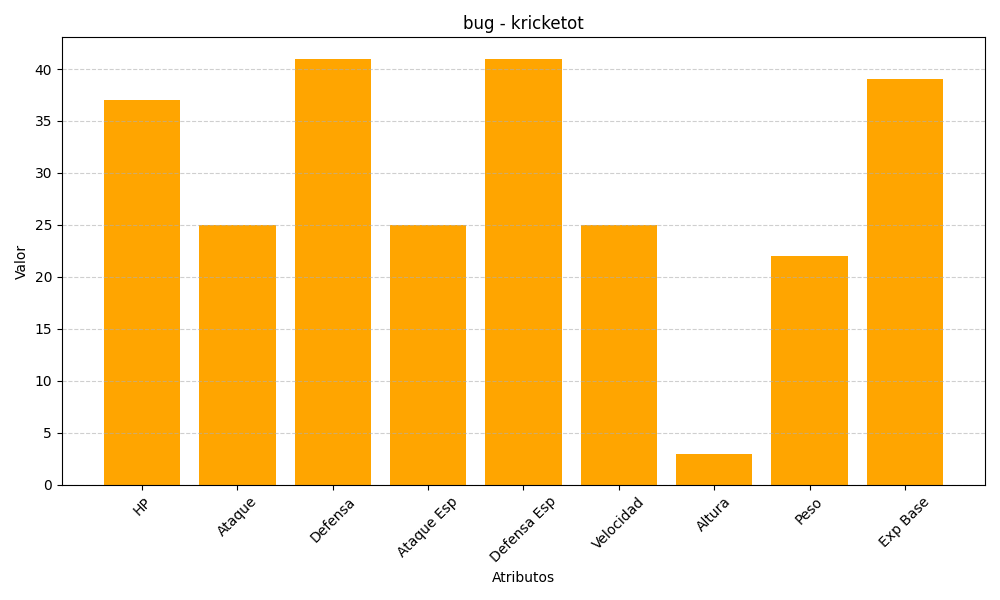 bug - kricketot
Valor
40
35
30
25
20
15
10
5
0
HP
Ataque
Defensa
Ataque Esp
Defensa Esp
Velocidad
Altura
Peso
Exp Base
Atributos